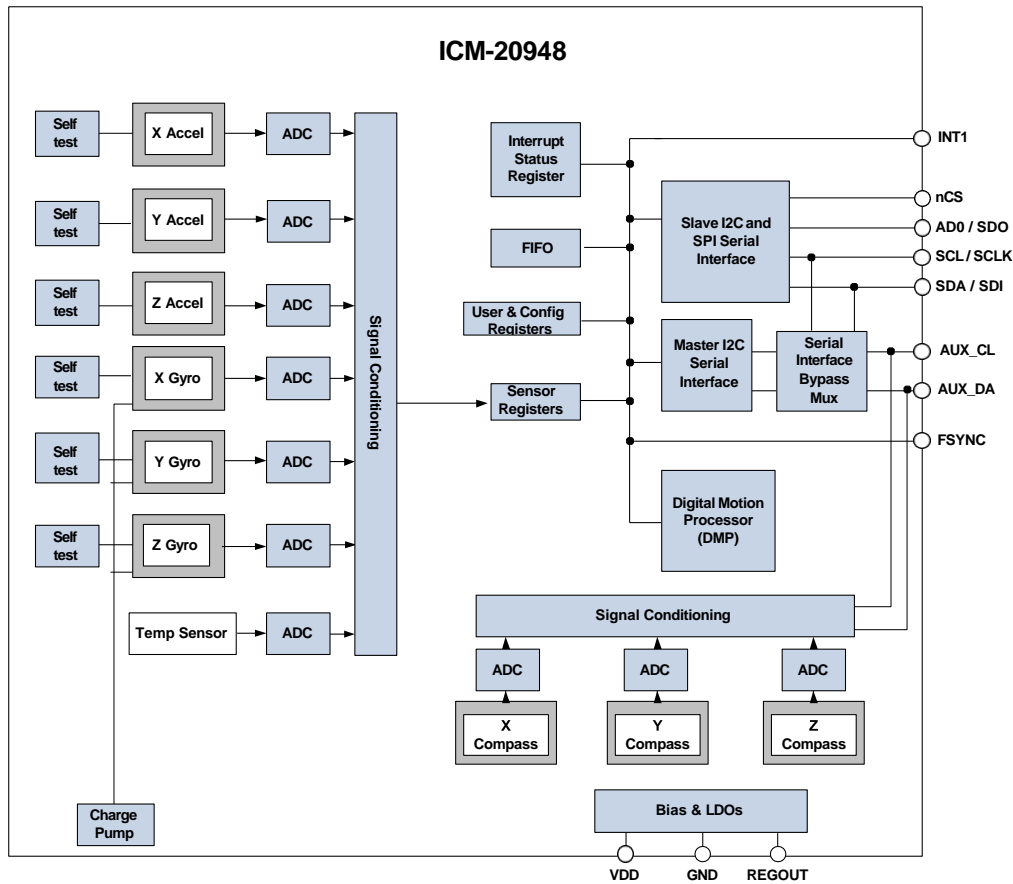 ICM-20948
Self
test
X Accel
ADC
Self
test
Y Accel
ADC
Self
test
Z Accel
ADC
Self
test
X Gyro
ADC
Self
test
Y Gyro
ADC
Self
test
Z Gyro
ADC
Temp Sensor
ADC
Signal Conditioning
Charge
Pump
Interrupt
Status
Register
FIFO
User & Config
Registers
Sensor
Registers
Slave I2C and
SPI Serial
Interface
Master I2C
Serial
Interface
Serial
Interface
Bypass
Mux
Digital Motion
Processor
(DMP)
INT1
nCS
AD0 / SDO
SCL / SCLK
SDA / SDI
AUX_CL
AUX_DA
FSYNC
Signal Conditioning
ADC
ADC
ADC
X
Compass
Y
Compass
Z
Compass
Bias & LDOs
VDD
GND
REGOUT